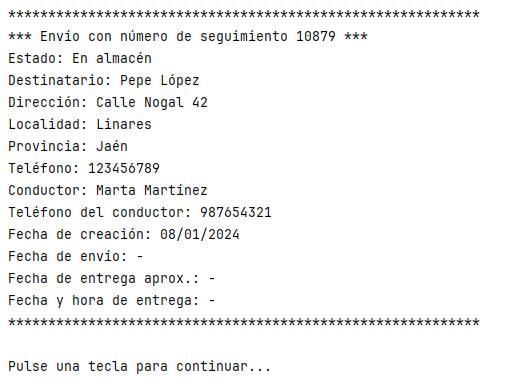 ***********************************************************
*** Envío con número de seguimiento 10879 ***
Estado: En almacén
Destinatario: Pepe López
Dirección: Calle Nogal 42
Localidad: Linares
Provincia: Jaén
Teléfono: 123456789
Conductor: Marta Martínez
Teléfono del conductor: 987654321
Fecha de creación: 08/01/2024
Fecha de envío: -
Fecha de entrega aprox.: -
Fecha y hora de entrega: -
***********************************************************
Pulse una tecla para continuar...